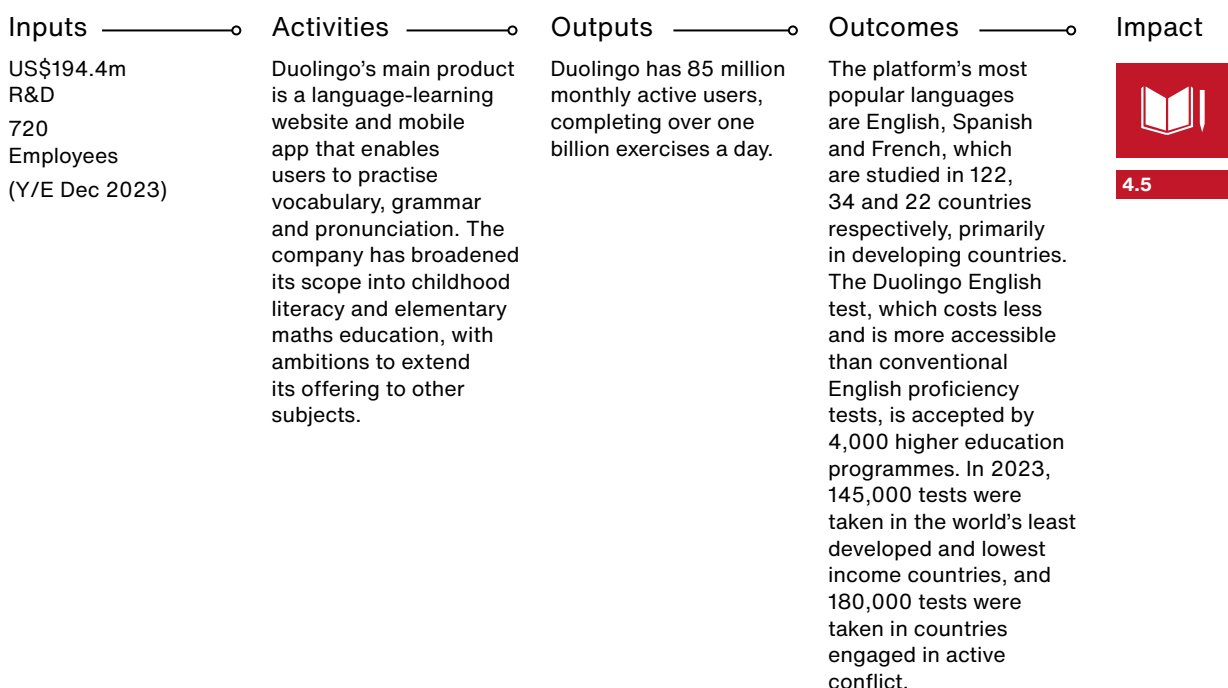 Inputs
US$194.4m
R&D
720
Employees
(Y/E Dec 2023)
Activities
Duolingo’s main product
is a language-learning
website and mobile
app that enables
users to practise
vocabulary, grammar
and pronunciation. The
company has broadened
its scope into childhood
literacy and elementary
maths education, with
ambitions to extend
its offering to other
subjects.
Outputs
Duolingo has 85 million
monthly active users,
completing over one
billion exercises a day.
Outcomes
The platform’s most
popular languages
are English, Spanish
and French, which
are studied in 122,
34 and 22 countries
respectively, primarily
in developing countries.
The Duolingo English
test, which costs less
and is more accessible
than conventional
English proficiency
tests, is accepted by
4,000 higher education
programmes. In 2023,
145,000 tests were
taken in the world’s least
developed and lowest
income countries, and
180,000 tests were
taken in countries
engaged in active
conflict.
Impact
4.5